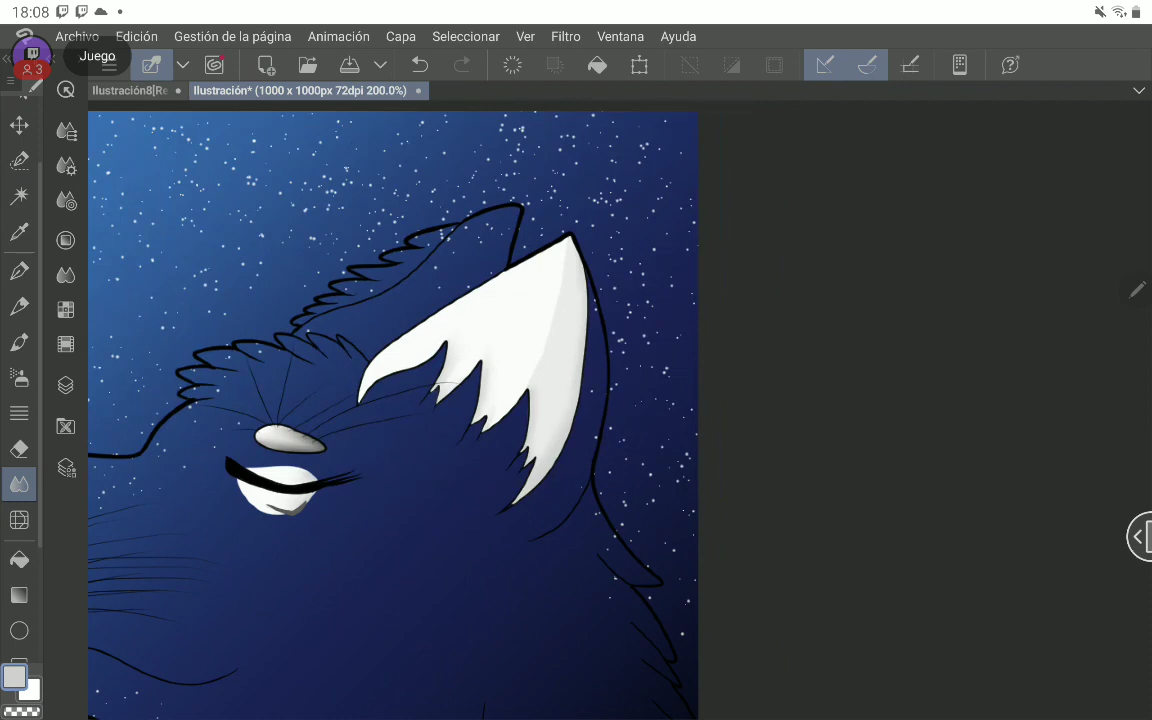 18:08
Archivo Edición Gestión de la página Animación Capa Seleccionar Ver Filtro Ventana Ayuda
Juego
3
Ilustración8[Re Ilustración* (1000 x 1000px 72dpi 200.0%)